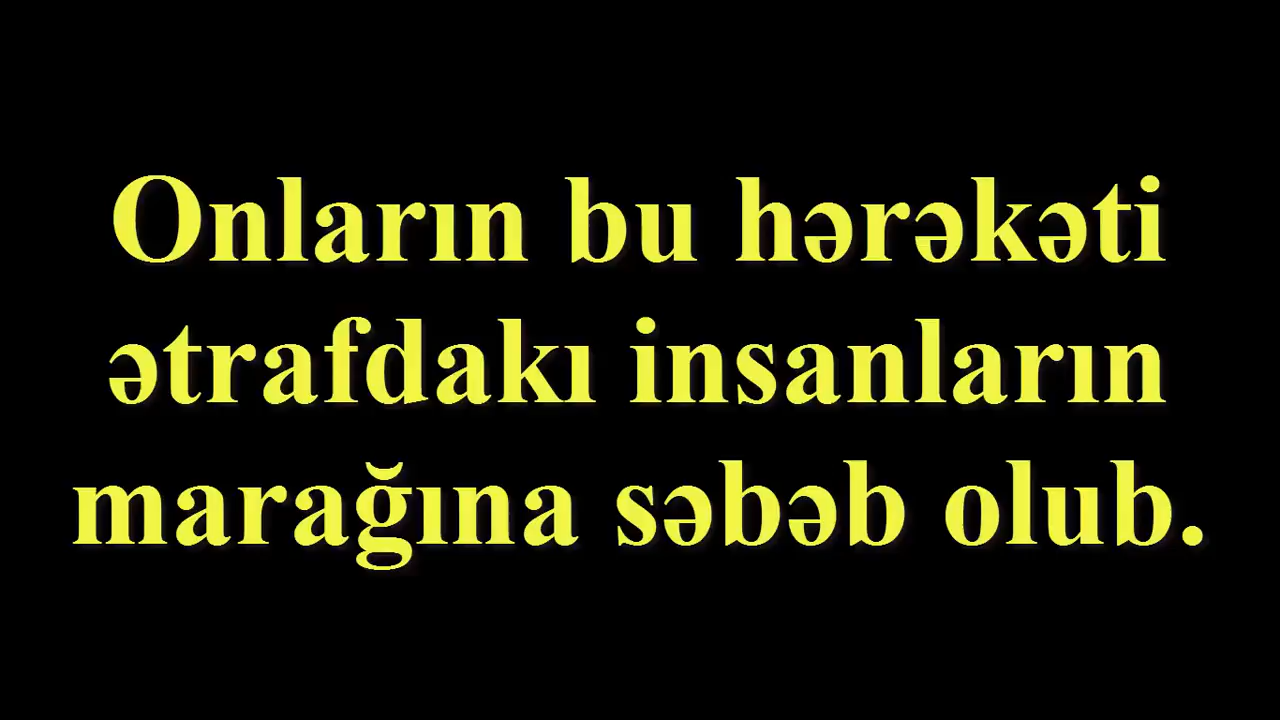 Onların bu hərəkəti
ətrafdakı insanların
marağına səbəb olub.